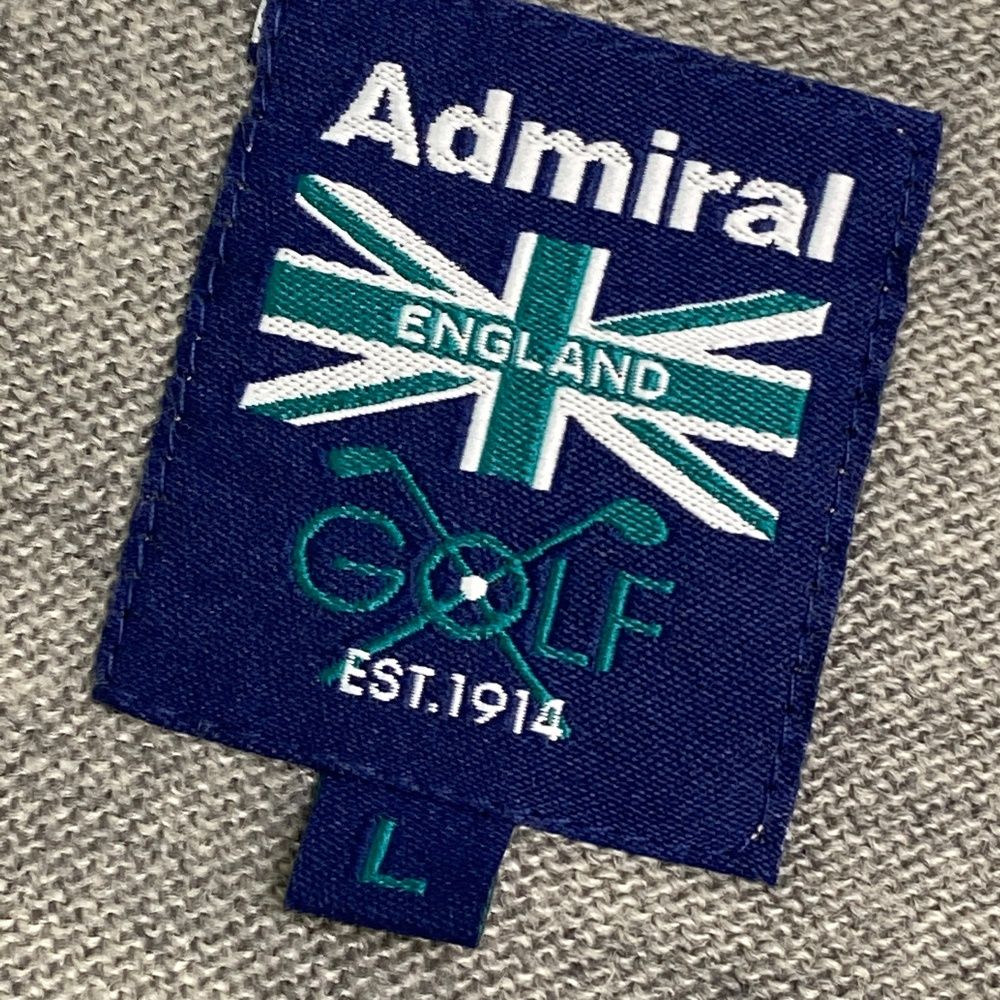 Admiral
ENGLAND
GOLF
EST.1914
L